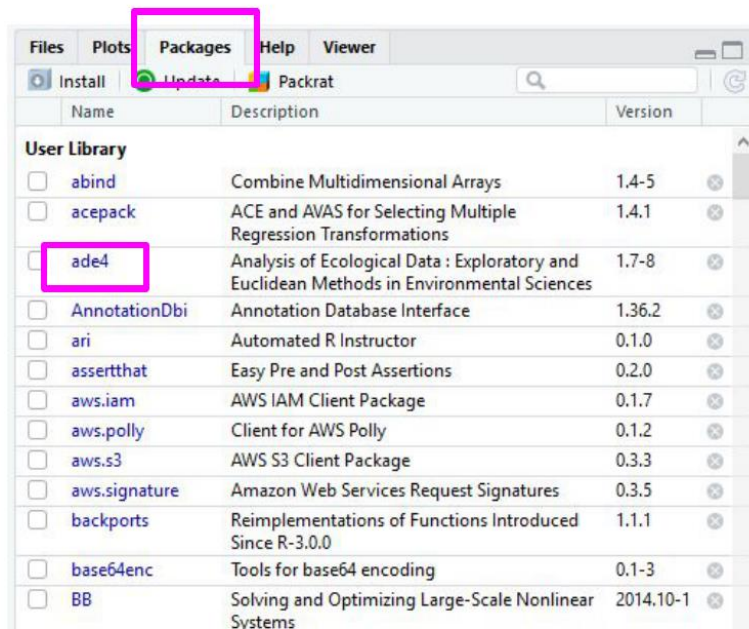 Files Plots Packages Help Viewer
Install Update Packrat
Name Description Version
User Library
abind Combine Multidimensional Arrays 1.4-5
acepack ACE and AVAS for Selecting Multiple 1.4.1
Regression Transformations
ade4 Analysis of Ecological Data : Exploratory and 1.7-8
Euclidean Methods in Environmental Sciences
AnnotationDbi Annotation Database Interface 1.36.2
ari Automated R Instructor 0.1.0
assertthat Easy Pre and Post Assertions 0.2.0
aws.iam AWS IAM Client Package 0.1.7
aws.polly Client for AWS Polly 0.1.2
aws.s3 AWS S3 Client Package 0.3.3
aws.signature Amazon Web Services Request Signatures 0.3.5
backports Reimplementations of Functions Introduced 1.1.1
Since R-3.0.0
base64enc Tools for base64 encoding 0.1-3
BB Solving and Optimizing Large-Scale Nonlinear 2014.10-1
Systems